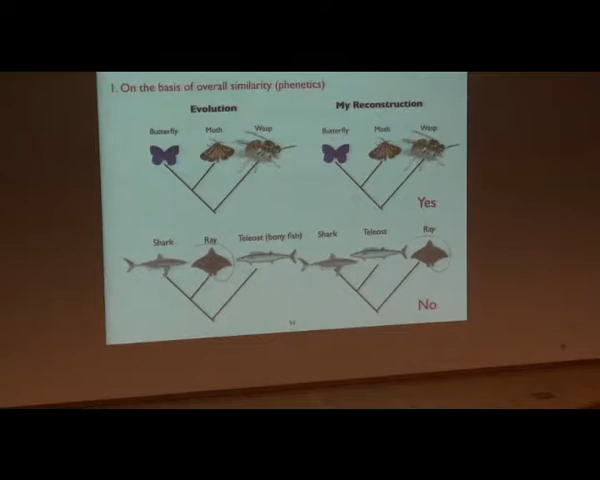 1. On the basis of overall similarity (phenetics)
Evolution
My Reconstruction
Butterfly
Moth
Wasp
Butterfly
Moth
Wasp
Yes
Shark
Ray
Teleost (bony fish)
Shark
Teleost
Ray
No